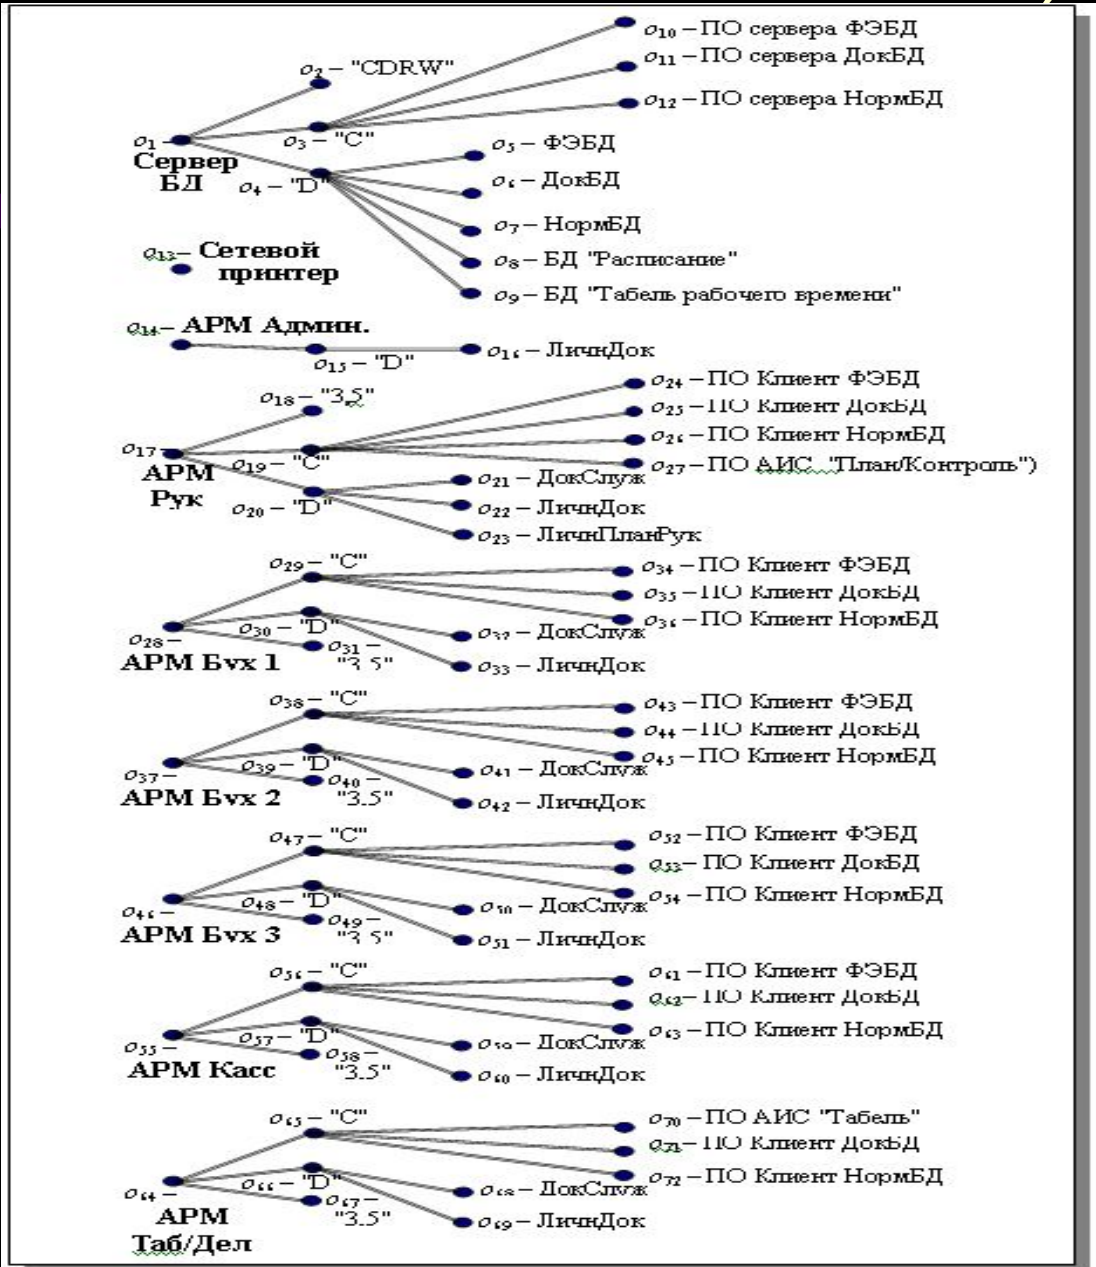 o10 – ПО сервера ФЭБД
o11 – ПО сервера ДокБД
o12 – ПО сервера НормБД
o2 – "CDRW"
o3 – "C"
o1 –
Сервер
БД
o4 – "D"
o5 – ФЭБД
o6 – ДокБД
o7 – НормБД
o8 – БД "Расписание"
o9 – БД "Табель рабочего времени"
o13 – Сетевой
принтер
o14 – АРМ Админ.
o15 – "D"
o16 – ЛичнДок
o18 – "3,5"
o24 – ПО Клиент ФЭБД
o25 – ПО Клиент ДокБД
o26 – ПО Клиент НормБД
o27 – ПО АИС "План/Контроль")
o17 –
АРМ
Рук
o19 – "C"
o20 – "D"
o21 – ДокСлуж
o22 – ЛичнДок
o23 – ЛичнПланРук
o29 – "C"
o34 – ПО Клиент ФЭБД
o35 – ПО Клиент ДокБД
o36 – ПО Клиент НормБД
o28 –
АРМ Бух 1
o30 – "D"
o31 –
"3.5"
o32 – ДокСлуж
o33 – ЛичнДок
o38 – "C"
o43 – ПО Клиент ФЭБД
o44 – ПО Клиент ДокБД
o45 – ПО Клиент НормБД
o37 –
АРМ Бух 2
o39 – "D"
o40 –
"3.5"
o41 – ДокСлуж
o42 – ЛичнДок
o47 – "C"
o52 – ПО Клиент ФЭБД
o53 – ПО Клиент ДокБД
o54 – ПО Клиент НормБД
o46 –
АРМ Бух 3
o48 – "D"
o49 –
"3.5"
o50 – ДокСлуж
o51 – ЛичнДок
o56 – "C"
o61 – ПО Клиент ФЭБД
o62 – ПО Клиент ДокБД
o63 – ПО Клиент НормБД
o55 –
АРМ Касс
o57 – "D"
o58 –
"3.5"
o59 – ДокСлуж
o60 – ЛичнДок
o65 – "C"
o70 – ПО АИС "Табель"
o71 – ПО Клиент ДокБД
o72 – ПО Клиент НормБД
o64 –
АРМ
Таб/Дел
o66 – "D"
o67 –
"3.5"
o68 – ДокСлуж
o69 – ЛичнДок